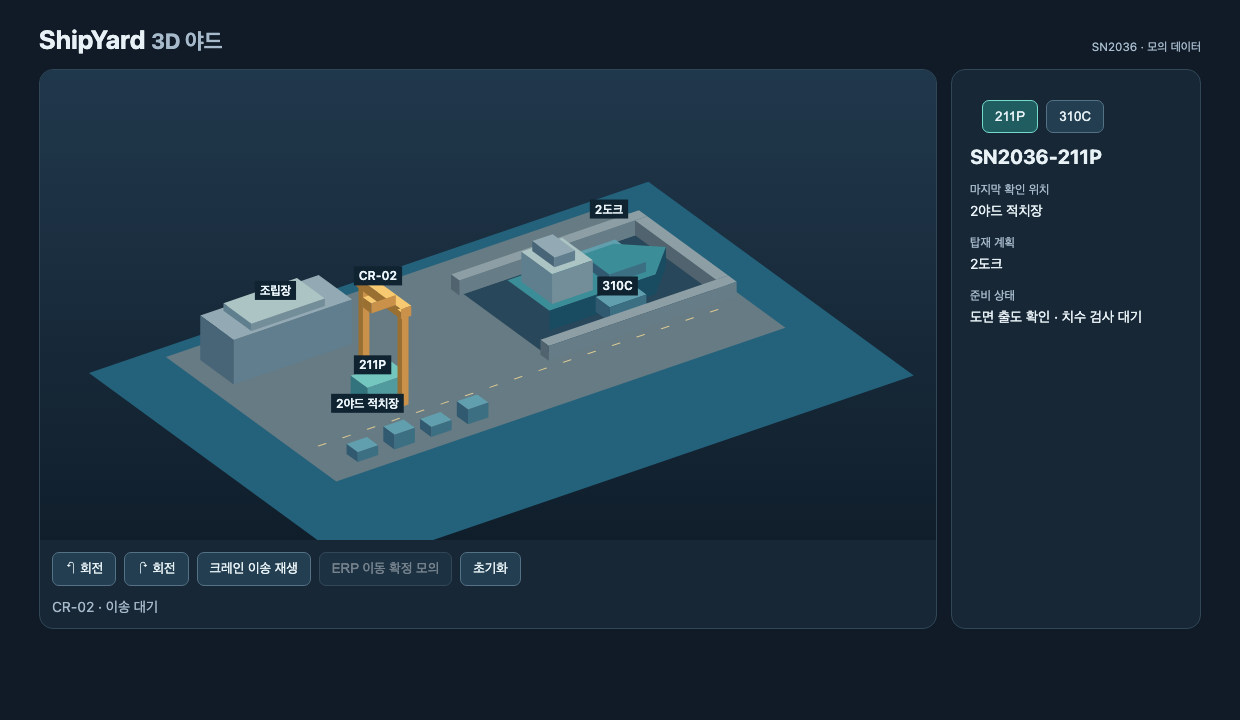 ShipYard 3D 야드
SN2036 · 모의 데이터
2도크
CR-02
조립장
310C
211P
2야드 적치장
↰ 회전
↱ 회전
크레인 이송 재생
ERP 이동 확정 모의
초기화
CR-02 · 이송 대기
211P
310C
SN2036-211P
마지막 확인 위치
2야드 적치장
탑재 계획
2도크
준비 상태
도면 출도 확인 · 치수 검사 대기